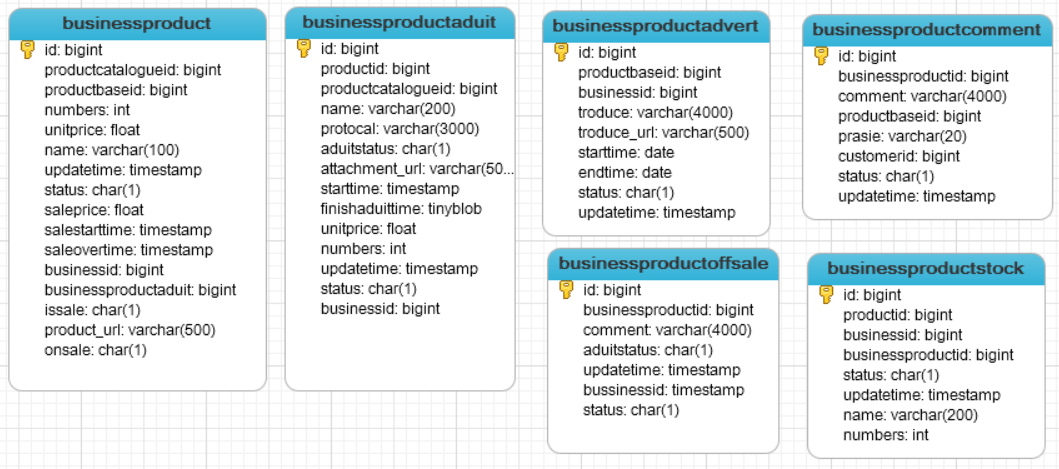 businessproduct
id: bigint
productcatalogueid: bigint
productbaseid: bigint
numbers: int
unitprice: float
name: varchar(100)
updatetime: timestamp
status: char(1)
saleprice: float
salestarttime: timestamp
saleovertime: timestamp
businessid: bigint
businessproductaduit: bigint
issale: char(1)
product_url: varchar(500)
onsale: char(1)
businessproductaduit
id: bigint
productid: bigint
productcatalogueid: bigint
name: varchar(200)
protocal: varchar(3000)
aduitstatus: char(1)
attachment_url: varchar(50...
starttime: timestamp
finishaduittime: tinyblob
unitprice: float
numbers: int
updatetime: timestamp
status: char(1)
businessid: bigint
businessproductadvert
id: bigint
productbaseid: bigint
businessid: bigint
troduce: varchar(4000)
troduce_url: varchar(500)
starttime: date
endtime: date
status: char(1)
updatetime: timestamp
businessproductcomment
id: bigint
businessproductid: bigint
comment: varchar(4000)
productbaseid: bigint
prasie: varchar(20)
customerid: bigint
status: char(1)
updatetime: timestamp
businessproductoffsale
id: bigint
businessproductid: bigint
comment: varchar(4000)
aduitstatus: char(1)
updatetime: timestamp
bussinessid: timestamp
status: char(1)
businessproductstock
id: bigint
productid: bigint
businessid: bigint
businessproductid: bigint
status: char(1)
updatetime: timestamp
name: varchar(200)
numbers: int